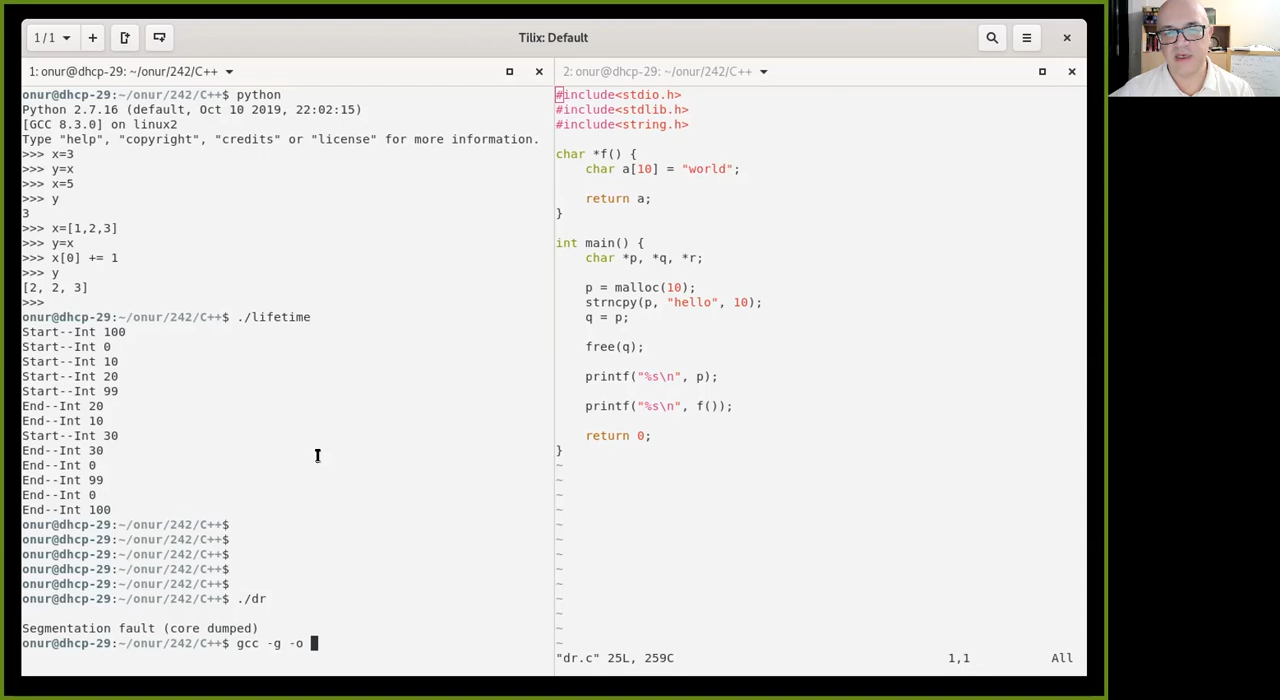 1 / 1
Tilix: Default
1: onur@dhcp-29: ~/onur/242/C++
onur@dhcp-29:~/onur/242/C++$ python
Python 2.7.16 (default, Oct 10 2019, 22:02:15)
[GCC 8.3.0] on linux2
Type "help", "copyright", "credits" or "license" for more information.
>>> x=3
>>> y=x
>>> x=5
>>> y
3
>>> x=[1,2,3]
>>> y=x
>>> x[0] += 1
>>> y
[2, 2, 3]
>>>
onur@dhcp-29:~/onur/242/C++$ ./lifetime
Start--Int 100
Start--Int 0
Start--Int 10
Start--Int 20
Start--Int 99
End--Int 20
End--Int 10
Start--Int 30
End--Int 30
End--Int 0
End--Int 99
End--Int 0
End--Int 100
onur@dhcp-29:~/onur/242/C++$
onur@dhcp-29:~/onur/242/C++$
onur@dhcp-29:~/onur/242/C++$
onur@dhcp-29:~/onur/242/C++$
onur@dhcp-29:~/onur/242/C++$
onur@dhcp-29:~/onur/242/C++$ ./dr
Segmentation fault (core dumped)
onur@dhcp-29:~/onur/242/C++$ gcc -g -o
2: onur@dhcp-29: ~/onur/242/C++
#include<stdio.h>
#include<stdlib.h>
#include<string.h>
char *f() {
    char a[10] = "world";
    return a;
}
int main() {
    char *p, *q, *r;
    p = malloc(10);
    strncpy(p, "hello", 10);
    q = p;
    free(q);
    printf("%s\n", p);
    printf("%s\n", f());
    return 0;
}
~
~
~
~
~
~
~
~
~
~
~
~
~
"dr.c" 25L, 259C 1,1 All